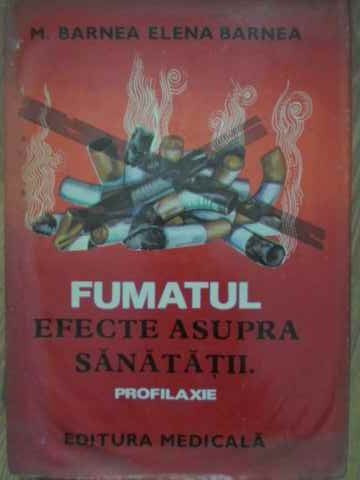 M. BARNEA ELENA BARNEA
FUMATUL
EFECTE ASUPRA
SĂNĂTĂȚII.
PROFILAXIE
EDITURA MEDICALĂ